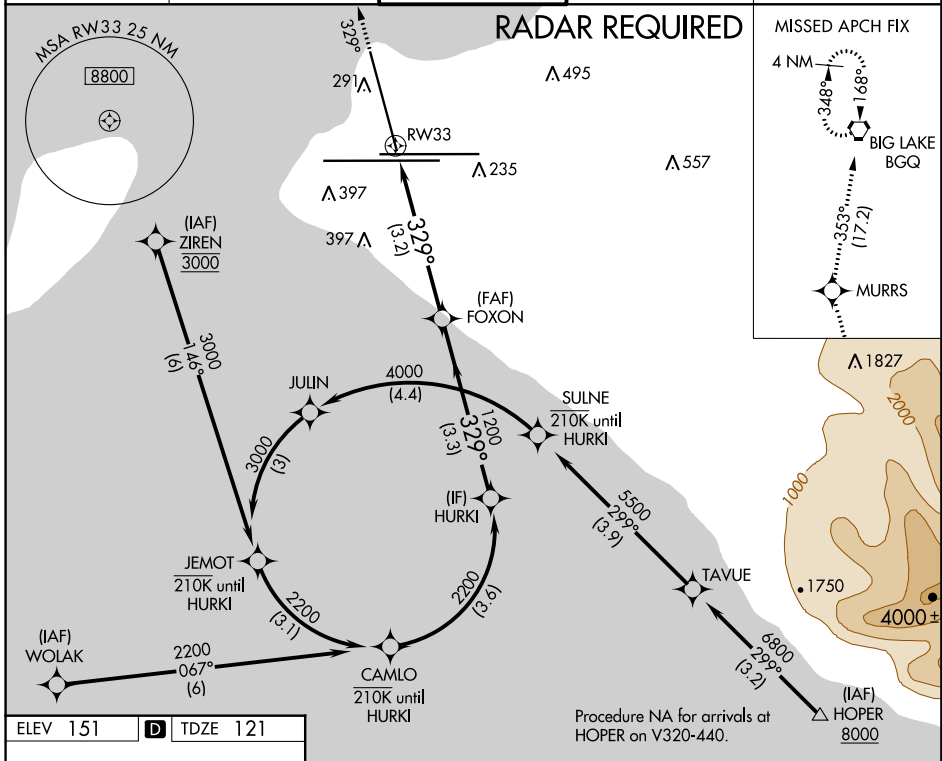 RADAR REQUIRED
MSA RW33 25 NM
8800
329°
291
495
RW33
235
557
397
397
329°
(3.2)
MISSED APCH FIX
4 NM
348°
168°
BIG LAKE
BGQ
353°
(17.2)
MURRS
(IAF)
ZIREN
3000
3000
146°
(6)
(FAF)
FOXON
JULIN
4000
(4.4)
1200
329°
(3.3)
SULNE
210K until
HURKI
3000
(3)
(IF)
HURKI
5500
299°
(3.9)
1827
2000
1000
1750
4000 ±
JEMOT
210K until
HURKI
2200
(3.1)
2200
(3.6)
TAVUE
(IAF)
WOLAK
2200
067°
(6)
CAMLO
210K until
HURKI
6800
299°
(3.2)
(IAF)
HOPER
8000
Procedure NA for arrivals at
HOPER on V320-440.
ELEV 151
D
TDZE 121